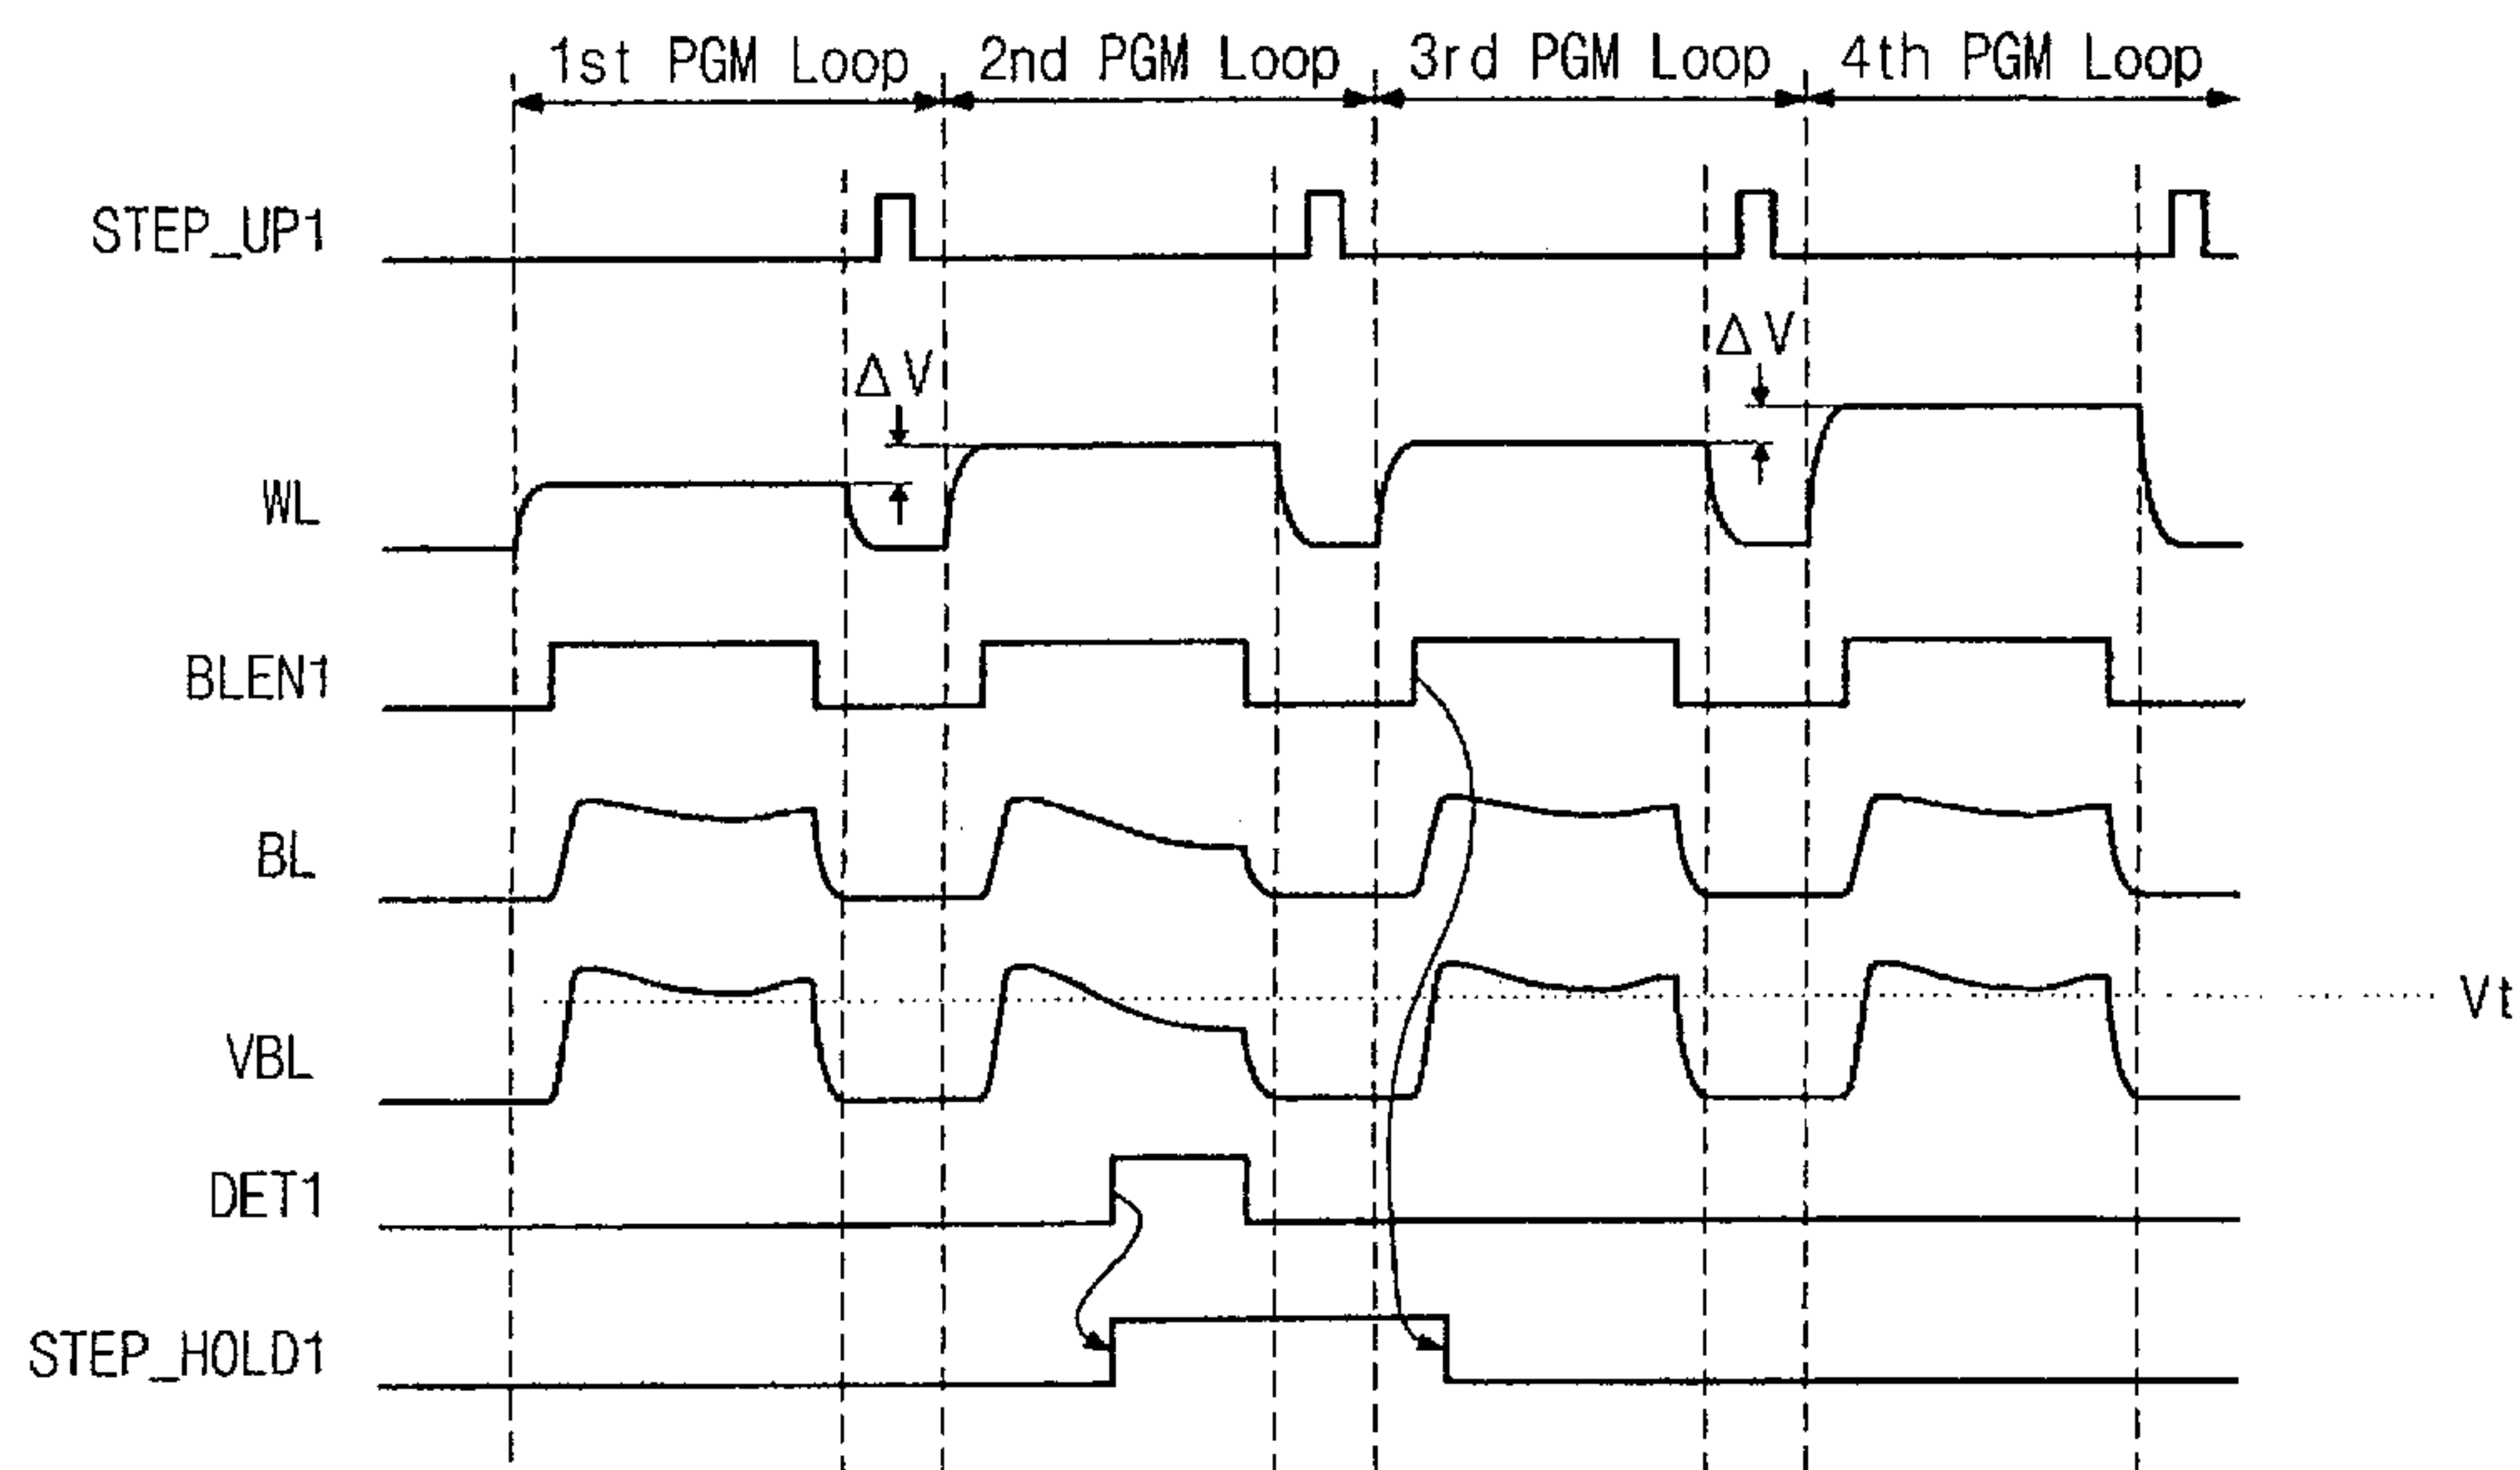 1st PGM Loop 2nd PGM Loop 3rd PGM Loop 4th PGM Loop
STEP_UP1
ΔV
ΔV
WL
BLEN1
BL
Vt
VBL
DET1
STEP_HOLD1